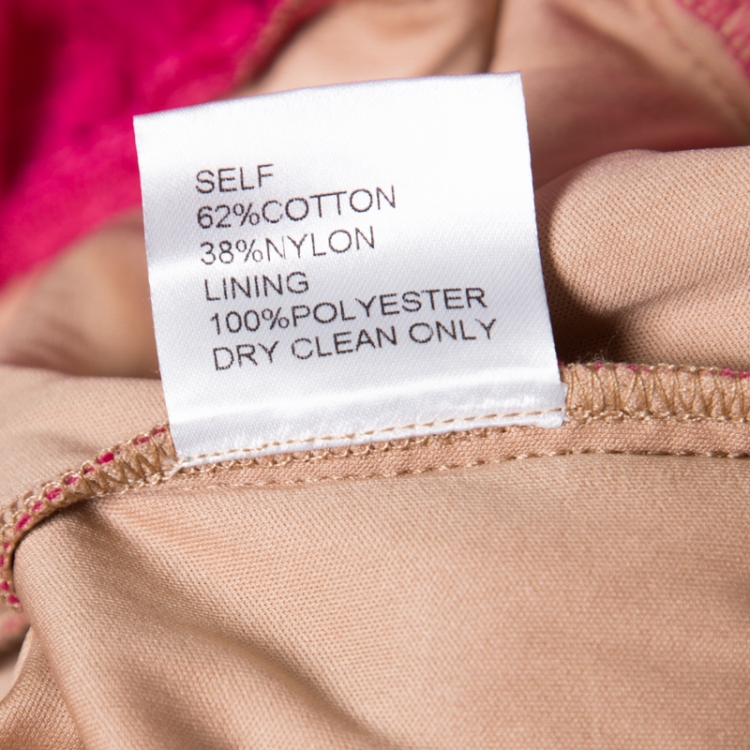 SELF
62%COTTON
38%NYLON
LINING
100%POLYESTER
DRY CLEAN ONLY